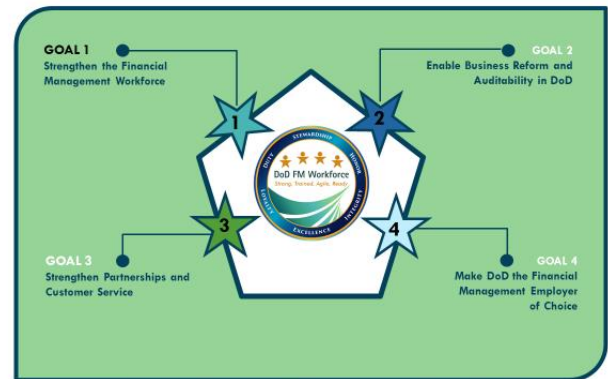 GOAL 1
Strengthen the Financial
Management Workforce
GOAL 2
Enable Business Reform and
Auditability in DoD
1
2
STEWARDSHIP
DUTY
HONOR
DoD FM Workforce
Strong. Trained. Agile. Ready.
LOYALTY
INTEGRITY
EXCELLENCE
3
4
GOAL 3
Strengthen Partnerships and
Customer Service
GOAL 4
Make DoD the Financial
Management Employer
of Choice